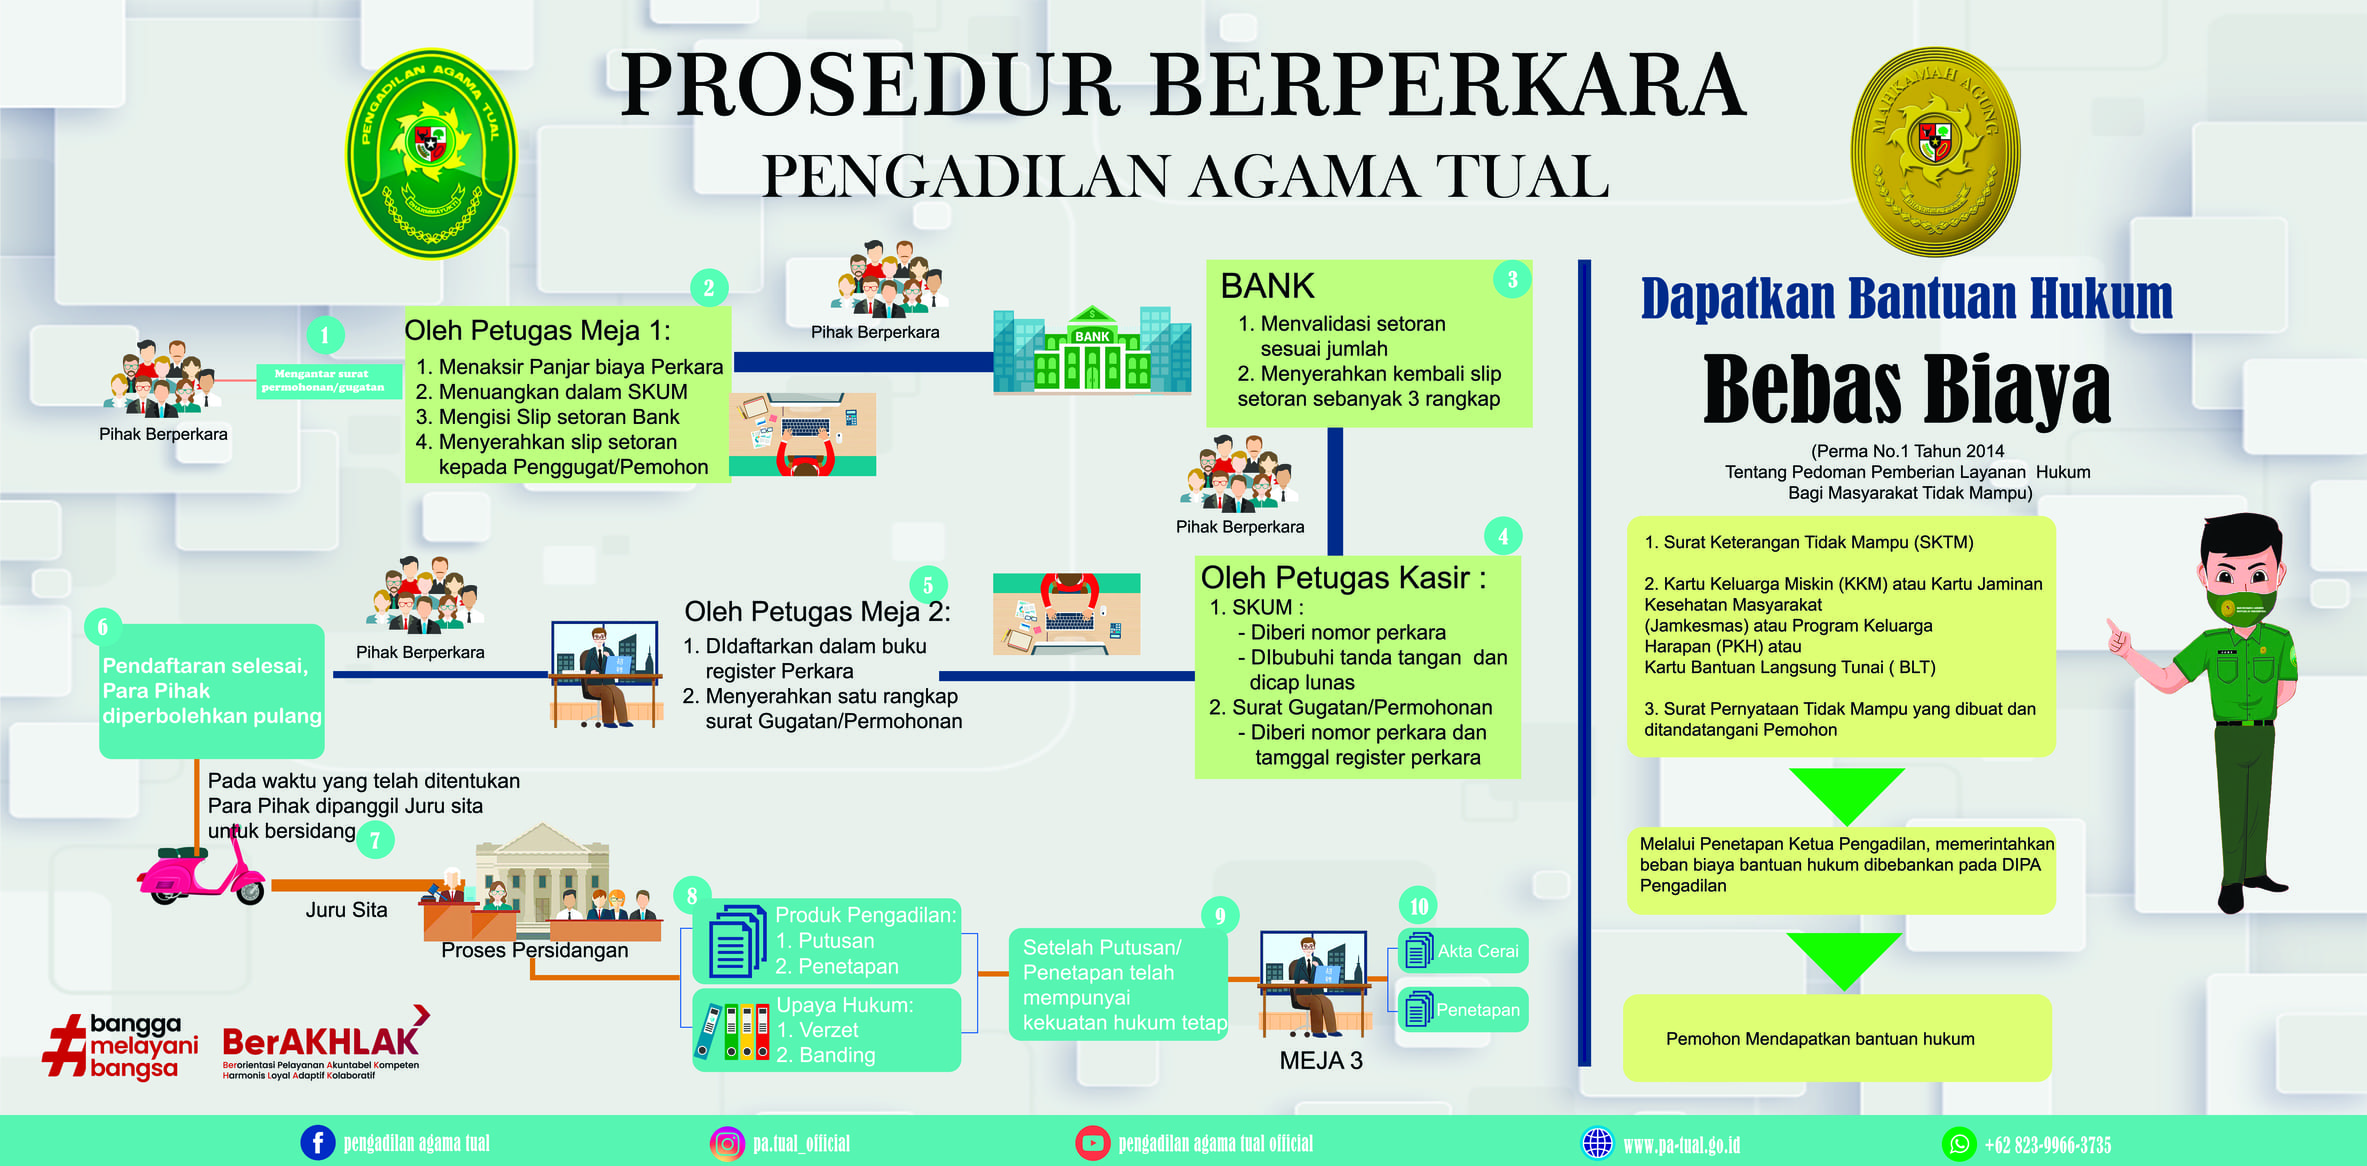 PENGADILAN AGAMA TUAL
DHARMMAYUKTI
PROSEDUR BERPERKARA
PENGADILAN AGAMA TUAL
MAHKAMAH AGUNG
Pihak Berperkara
1
Mengantar surat
permohonan/gugatan
2
Oleh Petugas Meja 1:
1. Menaksir Panjar biaya Perkara
2. Menuangkan dalam SKUM
3. Mengisi Slip setoran Bank
4. Menyerahkan slip setoran
kepada Penggugat/Pemohon
Pihak Berperkara
BANK
3
BANK
1. Menvalidasi setoran
sesuai jumlah
2. Menyerahkan kembali slip
setoran sebanyak 3 rangkap
Pihak Berperkara
4
Oleh Petugas Kasir :
1. SKUM :
- Diberi nomor perkara
- DIbubuhi tanda tangan dan
dicap lunas
2. Surat Gugatan/Permohonan
- Diberi nomor perkara dan
tamggal register perkara
5
Oleh Petugas Meja 2:
1. DIdaftarkan dalam buku
register Perkara
2. Menyerahkan satu rangkap
surat Gugatan/Permohonan
Pihak Berperkara
6
Pendaftaran selesai,
Para Pihak
diperbolehkan pulang
Pada waktu yang telah ditentukan
Para Pihak dipanggil Juru sita
untuk bersidang
7
Juru Sita
Proses Persidangan
8
Produk Pengadilan:
1. Putusan
2. Penetapan
Upaya Hukum:
1. Verzet
2. Banding
9
Setelah Putusan/
Penetapan telah
mempunyai
kekuatan hukum tetap
MEJA 3
10
Akta Cerai
Penetapan
Dapatkan Bantuan Hukum
Bebas Biaya
(Perma No.1 Tahun 2014
Tentang Pedoman Pemberian Layanan Hukum
Bagi Masyarakat Tidak Mampu)
1. Surat Keterangan Tidak Mampu (SKTM)
2. Kartu Keluarga Miskin (KKM) atau Kartu Jaminan
Kesehatan Masyarakat
(Jamkesmas) atau Program Keluarga
Harapan (PKH) atau
Kartu Bantuan Langsung Tunai ( BLT)
3. Surat Pernyataan Tidak Mampu yang dibuat dan
ditandatangani Pemohon
Melalui Penetapan Ketua Pengadilan, memerintahkan
beban biaya bantuan hukum dibebankan pada DIPA
Pengadilan
Pemohon Mendapatkan bantuan hukum
#bangga
melayani
bangsa
BerAKHLAK
Berorientasi Pelayanan Akuntabel Kompeten
Harmonis Loyal Adaptif Kolaboratif
pengadilan agama tual
pa.tual_official
pengadilan agama tual official
www.pa-tual.go.id
+62 823-9966-3735